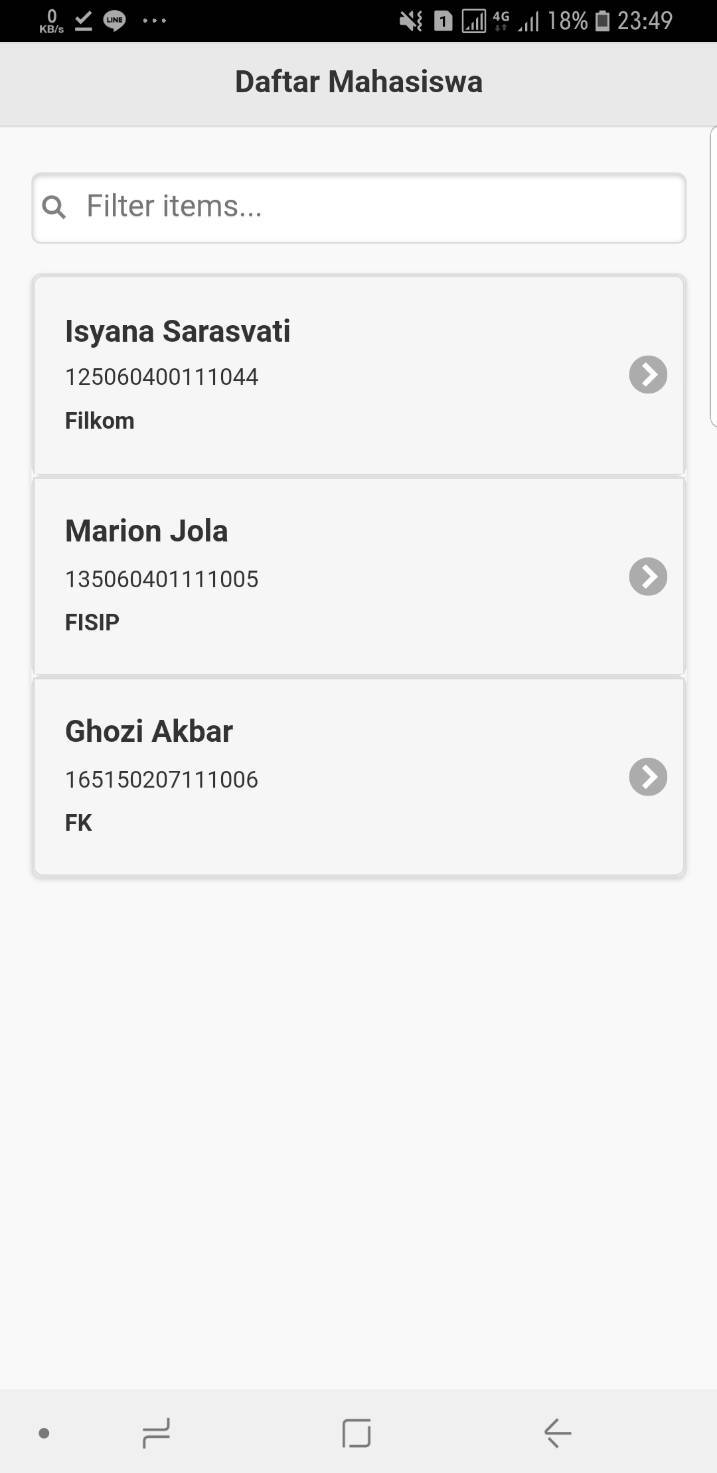 0
KB/s
LINE
1
4G
18%
23:49
Daftar Mahasiswa
Filter items...
Isyana Sarasvati
125060400111044
Filkom
Marion Jola
135060401111005
FISIP
Ghozi Akbar
165150207111006
FK